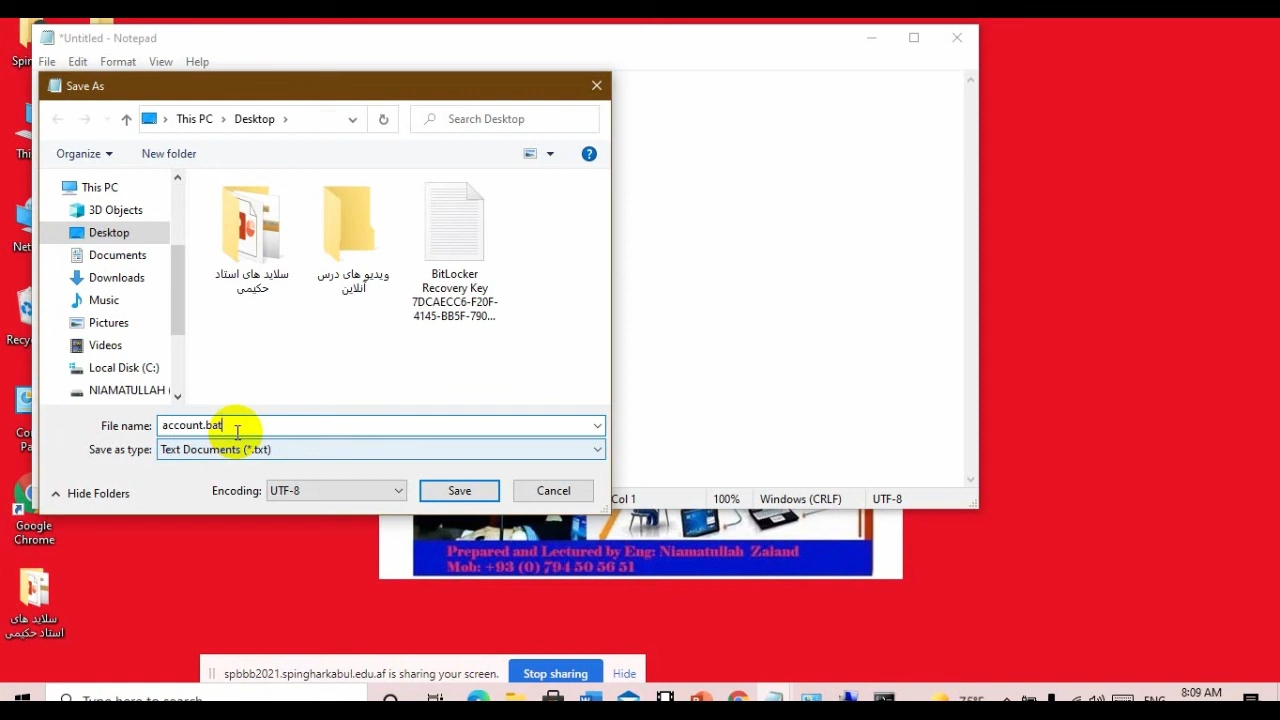 *Untitled - Notepad
File Edit Format View Help
Save As
This PC Desktop
Search Desktop
Organize New folder
This PC
3D Objects
Desktop
Documents
Downloads
Music
Pictures
Videos
Local Disk (C:)
NIAMATULLAH (
سلاید های استاد
حکیمی
ویدیو های درس
آنلاین
BitLocker
Recovery Key
7DCAECC6-F20F-
4145-BB5F-790...
File name: account.bat
Save as type: Text Documents (*.txt)
Hide Folders
Encoding: UTF-8
Save
Cancel
Col 1 100% Windows (CRLF) UTF-8
Google
Chrome
سلاید های
استاد حکیمی
Prepared and Lectured by Eng: Niamatullah Zaland
Mob: +93 (0) 794 50 56 51
spbbb2021.spingharkabul.edu.af is sharing your screen.
Stop sharing
Hide
Type here to search
75°F
ENG
8:09 AM